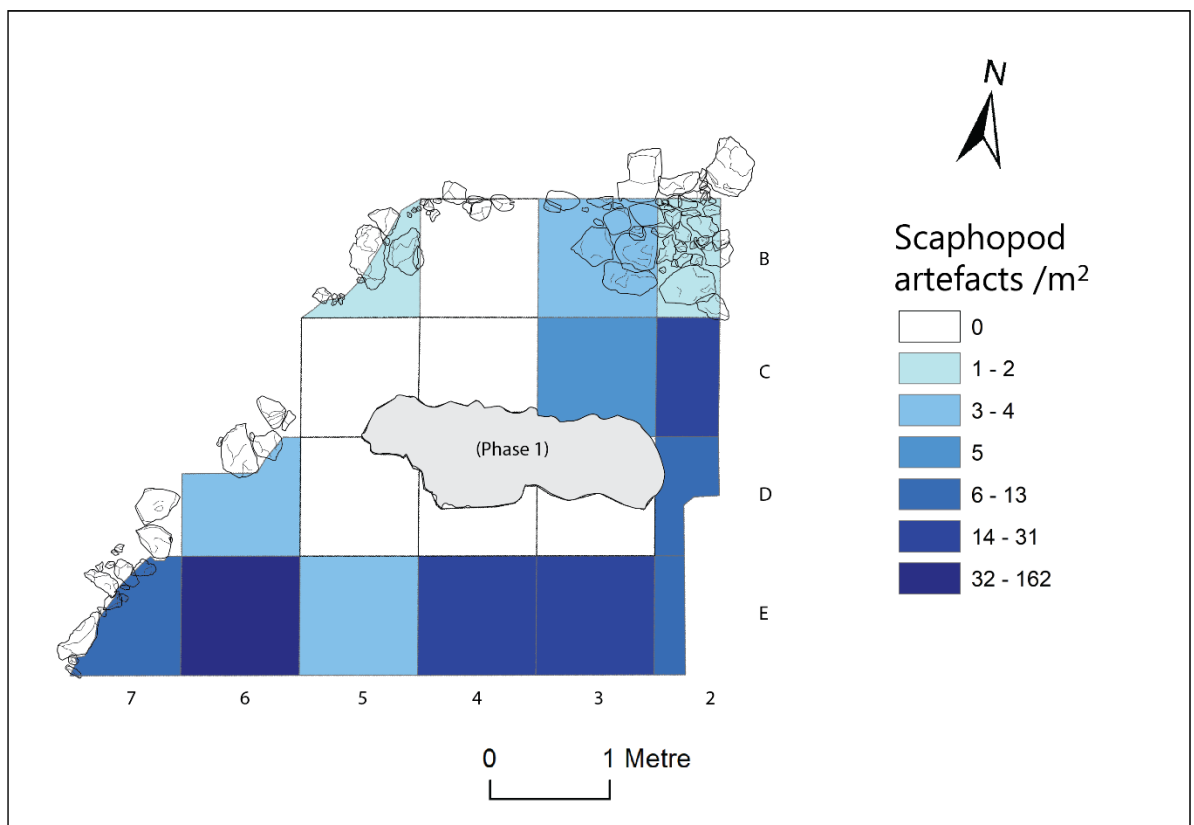 N
Scaphopod
artefacts /m²
0
1 - 2
3 - 4
5
6 - 13
14 - 31
32 - 162
B
C
(Phase 1)
D
E
7 6 5 4 3 2
0 1 Metre